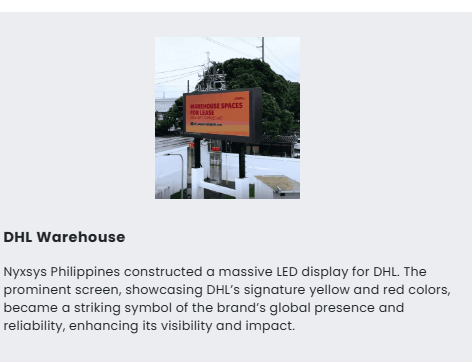 WAREHOUSE SPACES
FOR LEASE
DHL Warehouse
Nyxsys Philippines constructed a massive LED display for DHL. The
prominent screen, showcasing DHL’s signature yellow and red colors,
became a striking symbol of the brand’s global presence and
reliability, enhancing its visibility and impact.